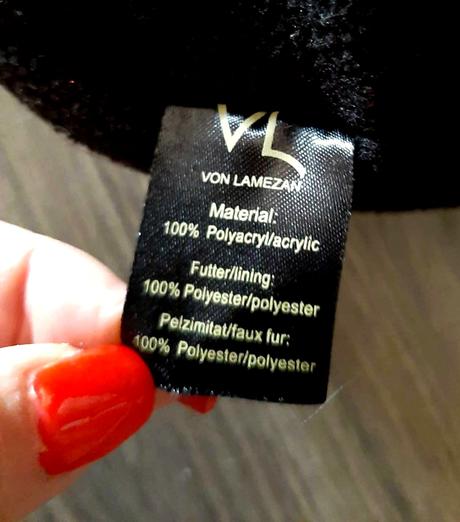 VL
VON LAMEZAN
Material:
100% Polyacryl/acrylic
Futter/lining:
100% Polyester/polyester
Pelzimitat/faux fur:
100% Polyester/polyester